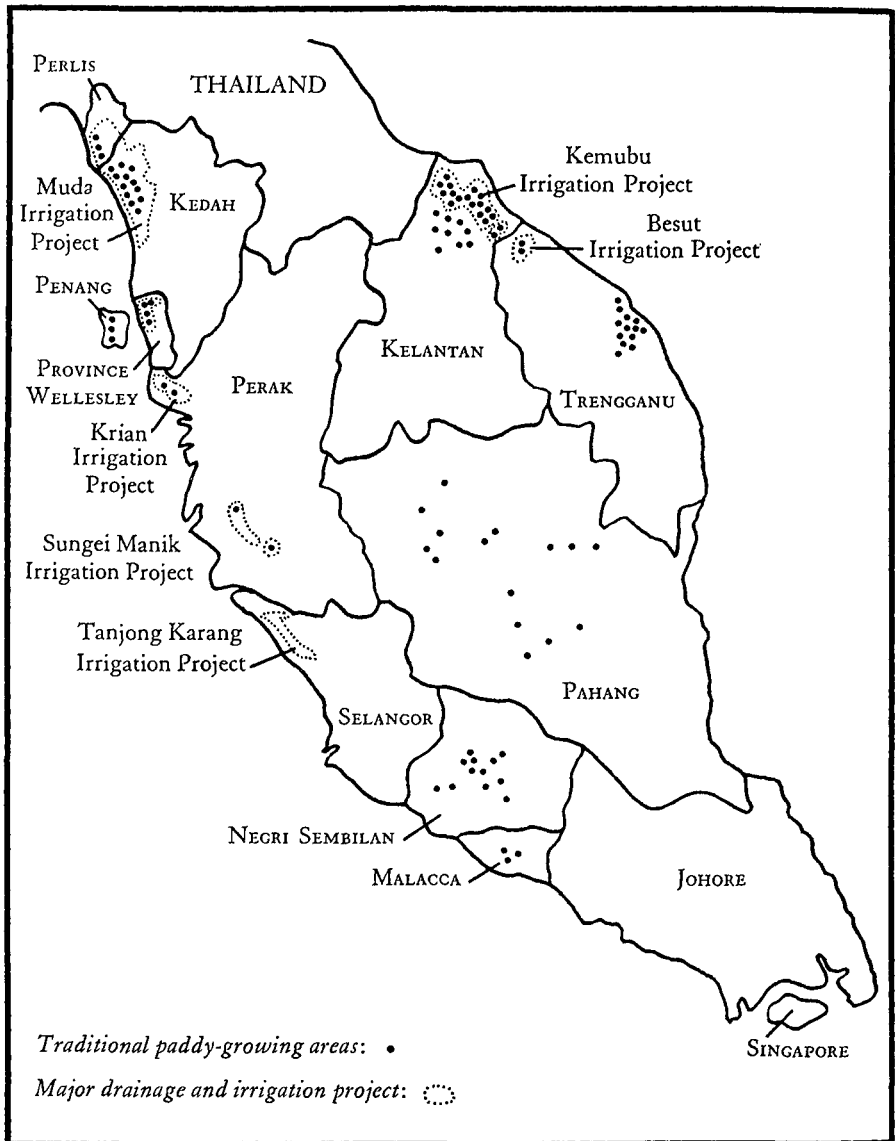 PERLIS
THAILAND
Kemubu
Irrigation Project
Muda
Irrigation
Project
KEDAH
Besut
Irrigation Project
PENANG
KELANTAN
PROVINCE
WELLESLEY
PERAK
TRENGGANU
Krian
Irrigation
Project
Sungei Manik
Irrigation Project
Tanjong Karang
Irrigation Project
PAHANG
SELANGOR
NEGRI SEMBILAN
MALACCA
JOHORE
SINGAPORE
Traditional paddy-growing areas:
Major drainage and irrigation project: